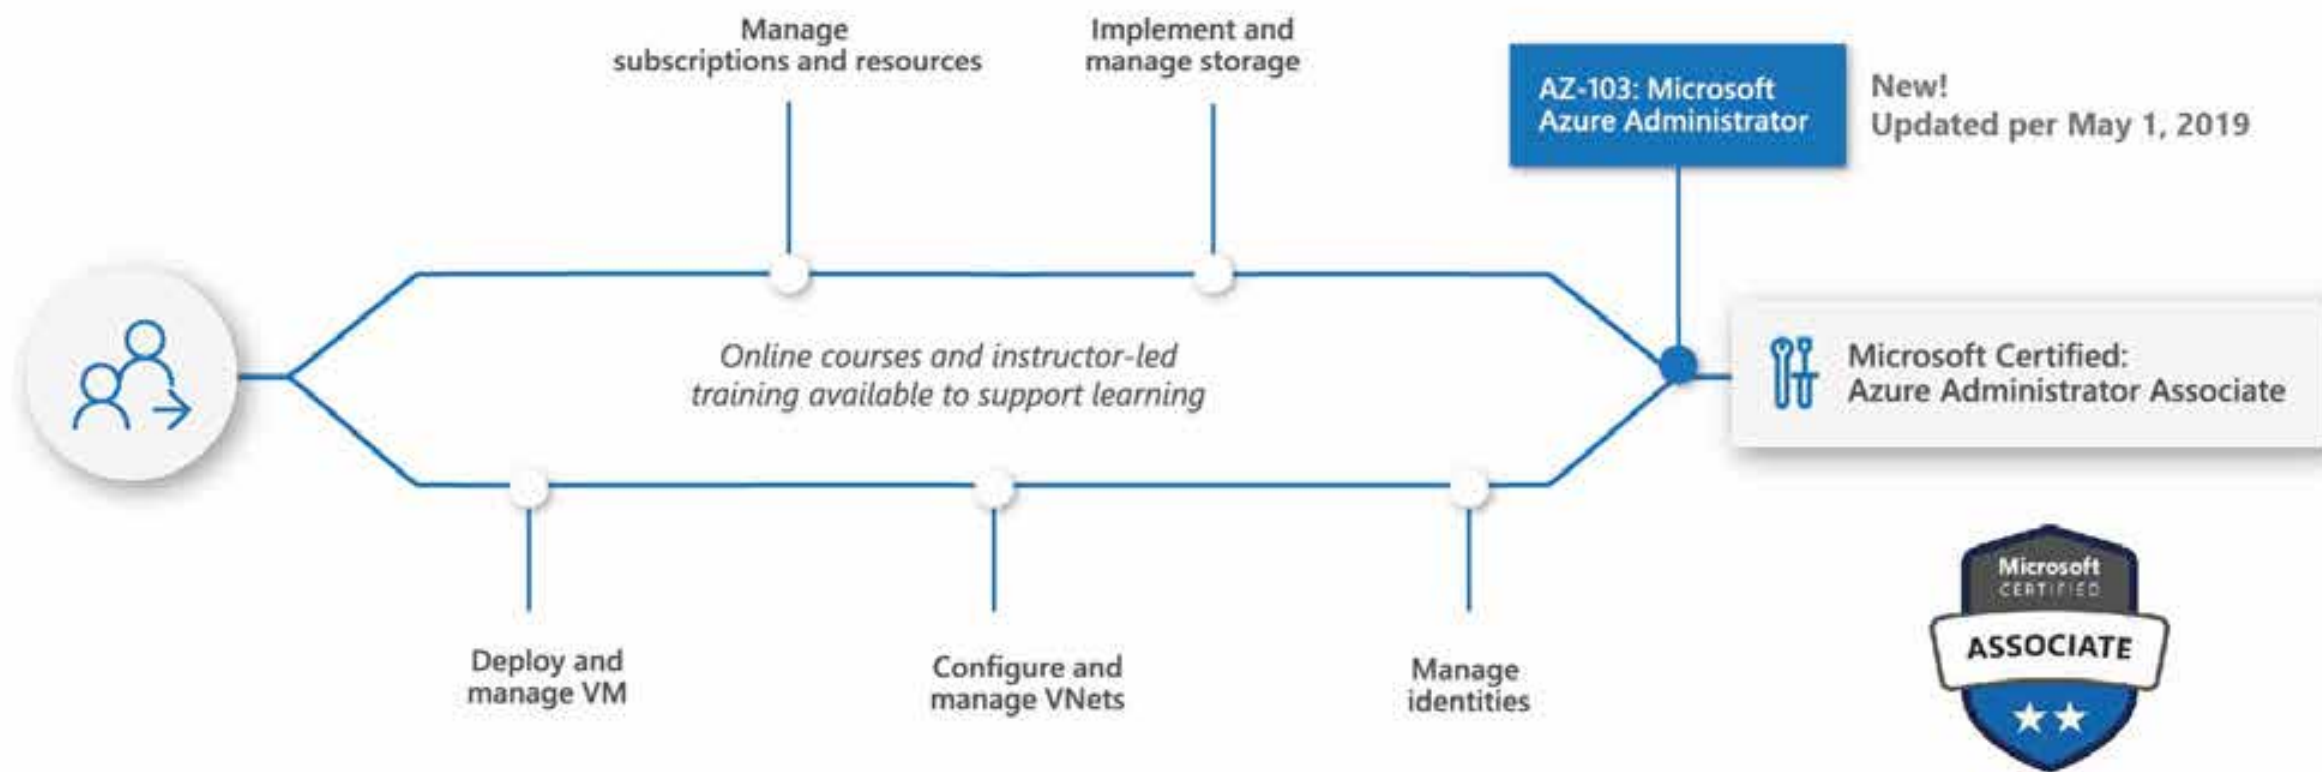 Manage
subscriptions and resources
Implement and
manage storage
AZ-103: Microsoft
Azure Administrator
New!
Updated per May 1, 2019
Online courses and instructor-led
training available to support learning
Microsoft Certified:
Azure Administrator Associate
Deploy and
manage VM
Configure and
manage VNets
Manage
identities
Microsoft
CERTIFIED
ASSOCIATE